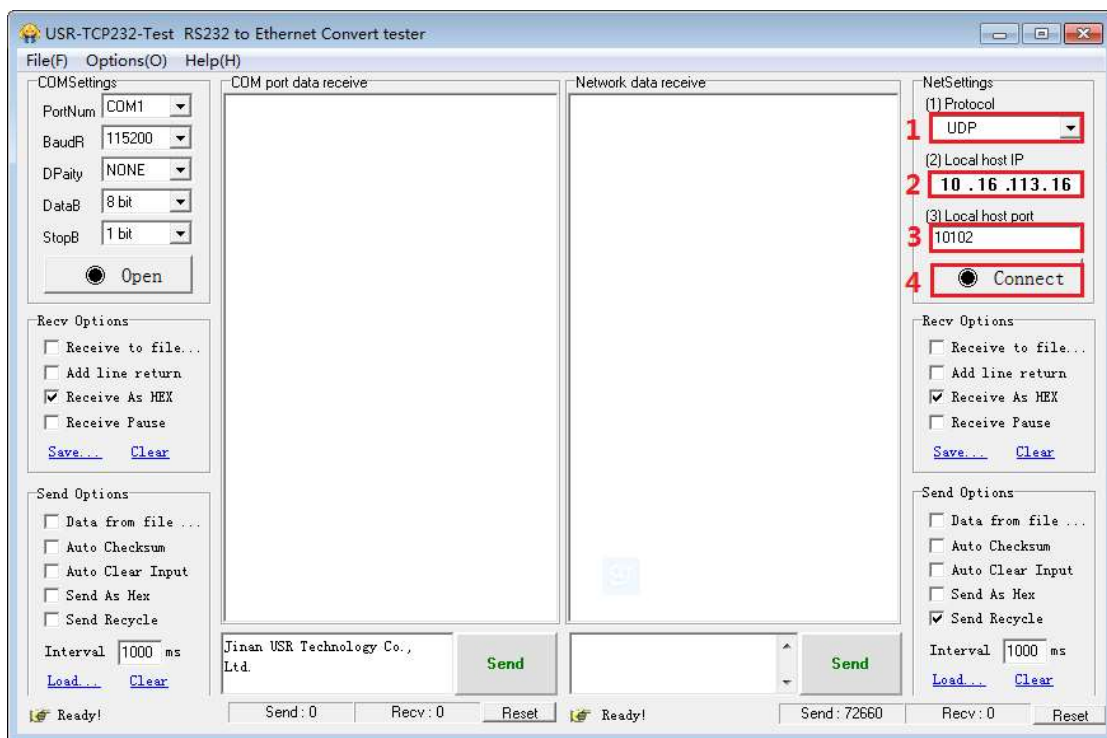 USR-TCP232-Test RS232 to Ethernet Convert tester
File(F) Options(O) Help(H)
COMSettings
PortNum COM1
BaudR 115200
DPaity NONE
DataB 8 bit
StopB 1 bit
Open
Recv Options
Receive to file...
Add line return
Receive As HEX
Receive Pause
Save... Clear
Send Options
Data from file ...
Auto Checksum
Auto Clear Input
Send As Hex
Send Recycle
Interval 1000 ms
Load... Clear
COM port data receive
Jinan USR Technology Co.,
Ltd.
Send
Network data receive
Send
NetSettings
(1) Protocol
1 UDP
(2) Local host IP
2 10 .16 .113.16
(3) Local host port
3 10102
4 Connect
Recv Options
Receive to file...
Add line return
Receive As HEX
Receive Pause
Save... Clear
Send Options
Data from file ...
Auto Checksum
Auto Clear Input
Send As Hex
Send Recycle
Interval 1000 ms
Load... Clear
Ready! Send : 0 Recv : 0 Reset
Ready! Send : 72660 Recv : 0 Reset